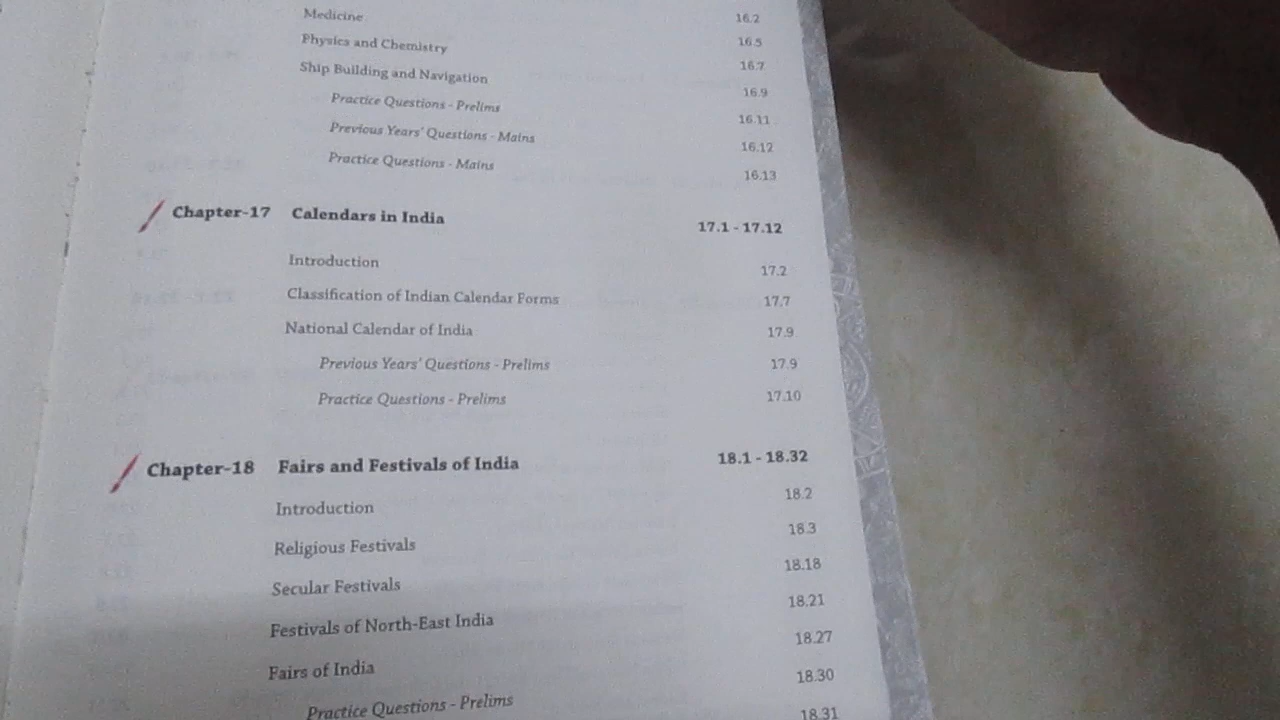 16.2
Medicine 16.5
Physics and Chemistry 16.7
Ship Building and Navigation 16.9
Practice Questions - Prelims 16.11
Previous Years' Questions - Mains 16.12
Practice Questions - Mains 16.13
Chapter-17 Calendars in India 17.1 - 17.12
Introduction 17.2
Classification of Indian Calendar Forms 17.7
National Calendar of India 17.9
Previous Years' Questions - Prelims 17.9
Practice Questions - Prelims 17.10
Chapter-18 Fairs and Festivals of India 18.1 - 18.32
Introduction 18.2
Religious Festivals 18.3
Secular Festivals 18.18
Festivals of North-East India 18.21
Fairs of India 18.27
Practice Questions - Prelims 18.30
18.31